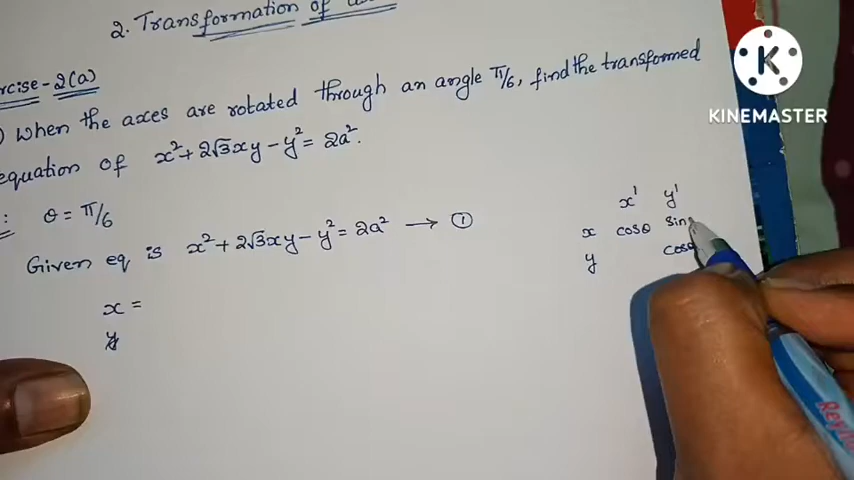 2. Transformation of
rcise-2(a)
) When the axes are rotated through an angle π/6, find the transformed
equation of x²+2√3xy-y²=2a².
: θ = π/6
Given eq is x²+2√3xy-y²=2a² → ①
x' y'
x cosθ sin
y cosθ
x =
y
K
KINEMASTER